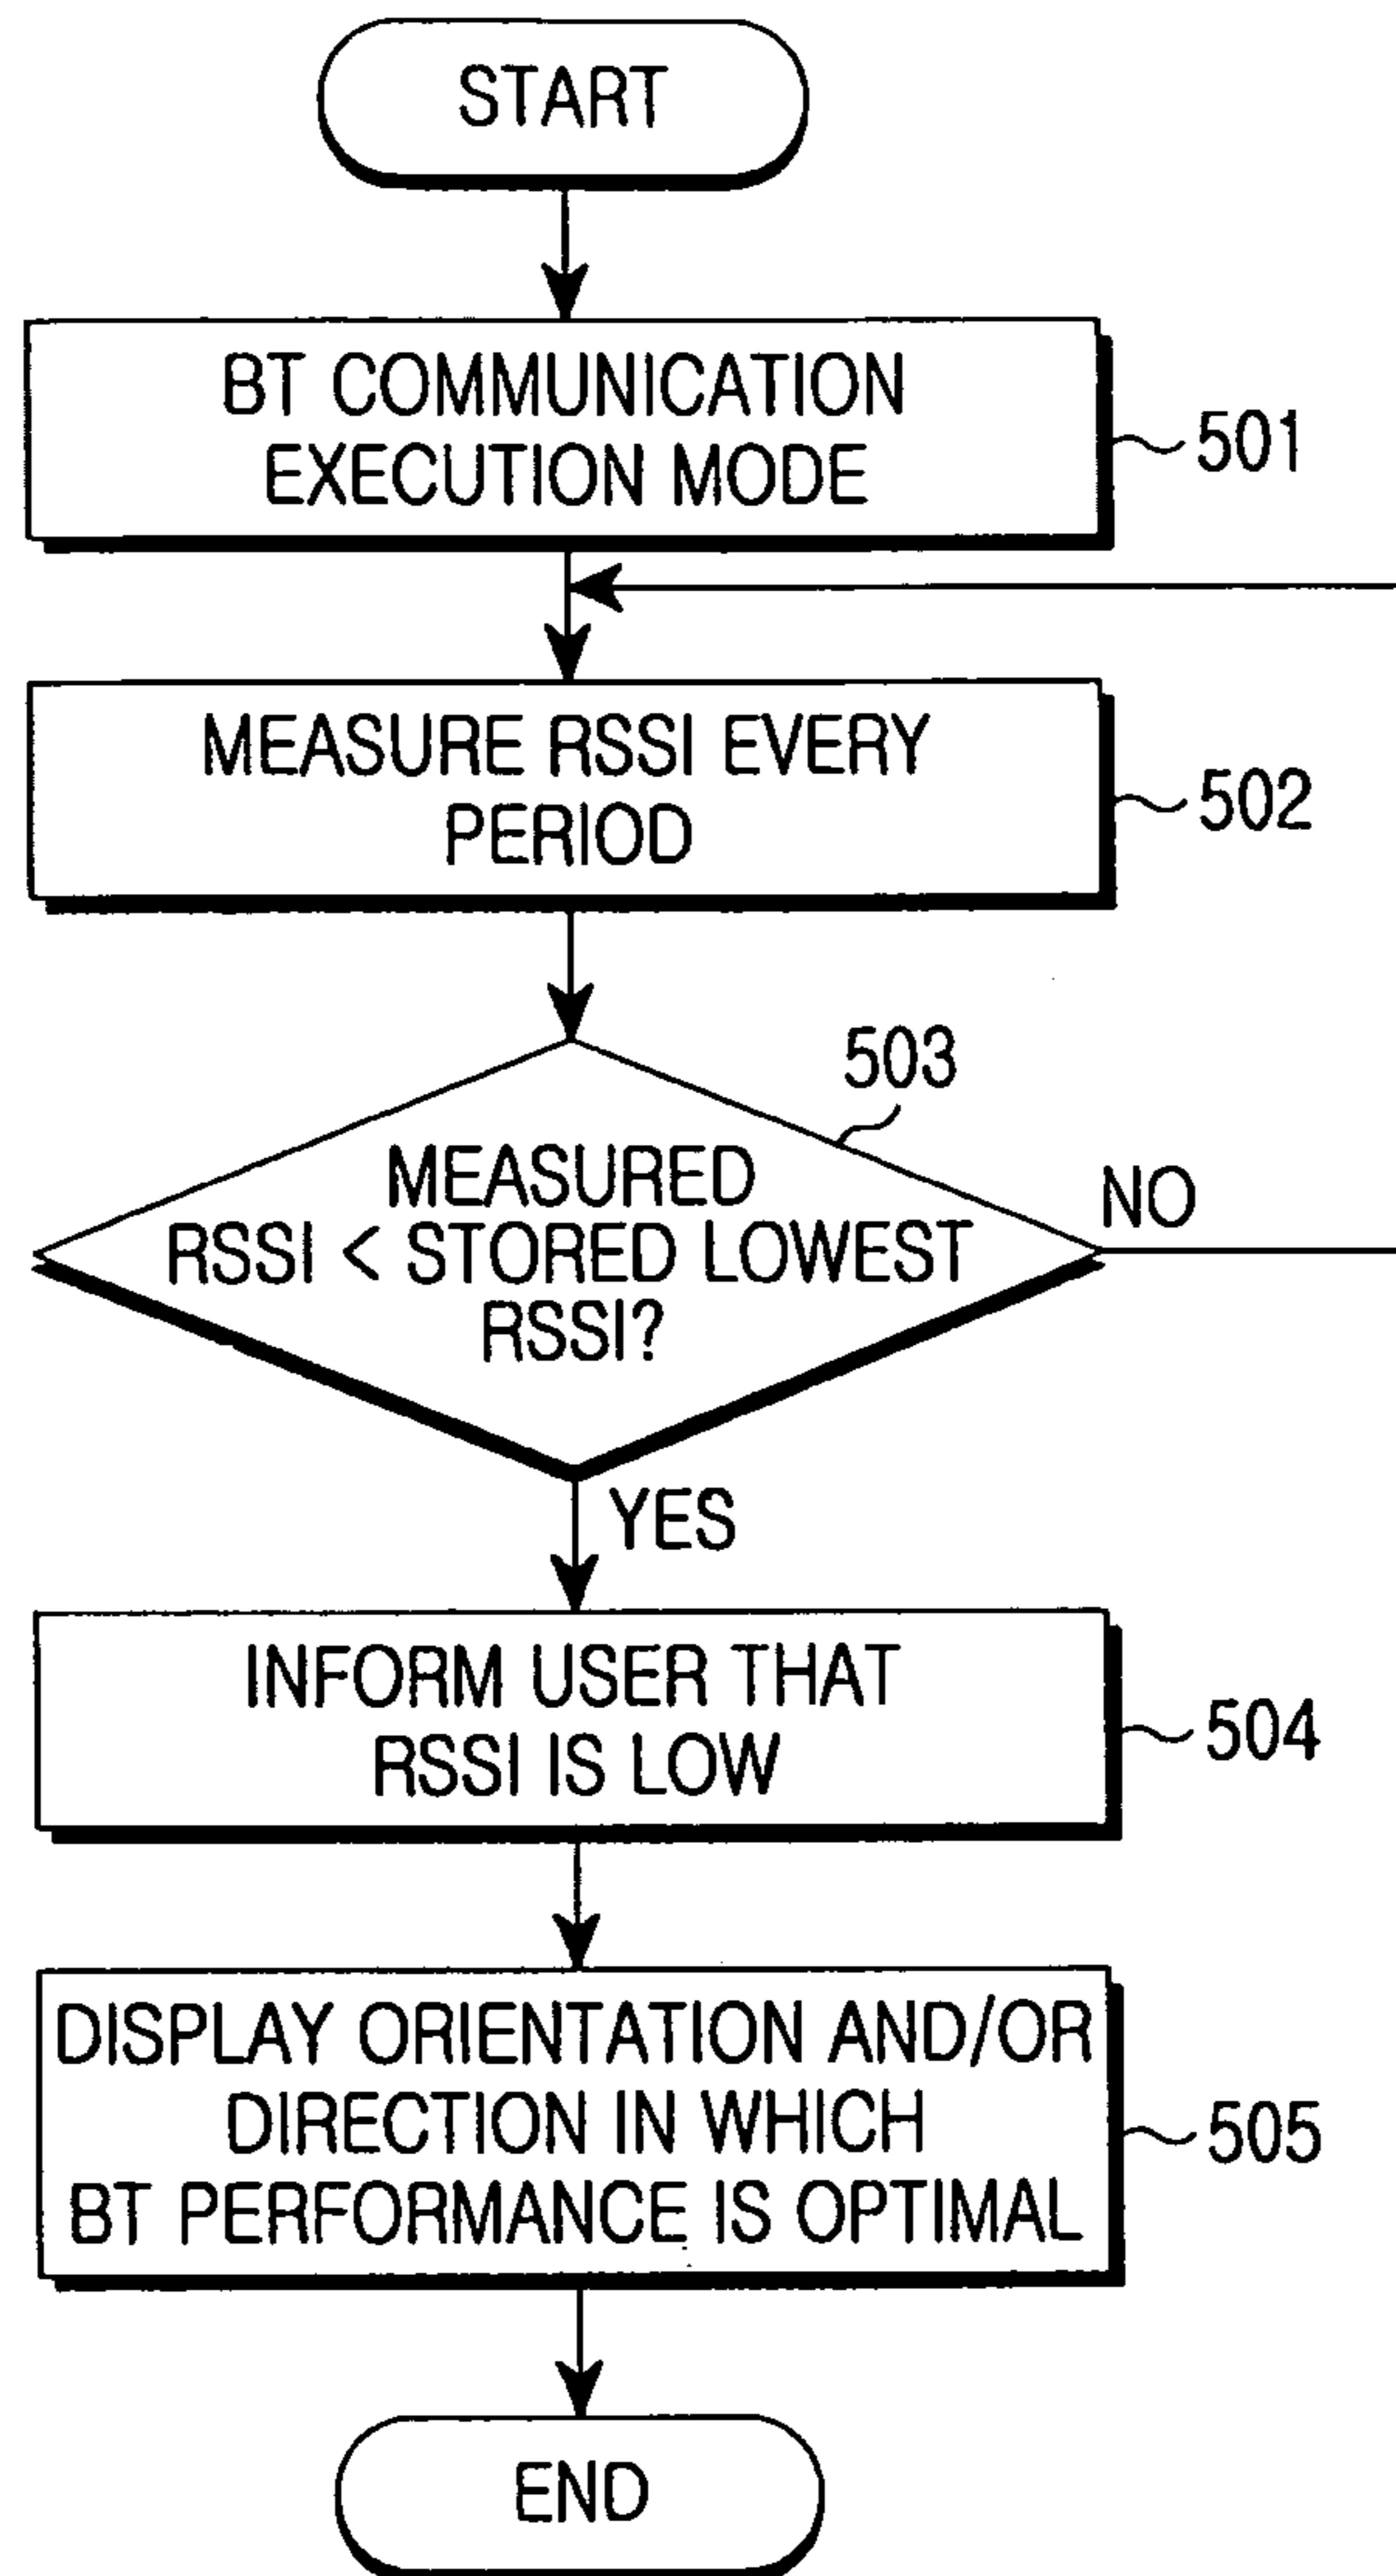 START
BT COMMUNICATION
EXECUTION MODE
501
MEASURE RSSI EVERY
PERIOD
502
503
MEASURED
RSSI < STORED LOWEST
RSSI?
NO
YES
INFORM USER THAT
RSSI IS LOW
504
DISPLAY ORIENTATION AND/OR
DIRECTION IN WHICH
BT PERFORMANCE IS OPTIMAL
505
END